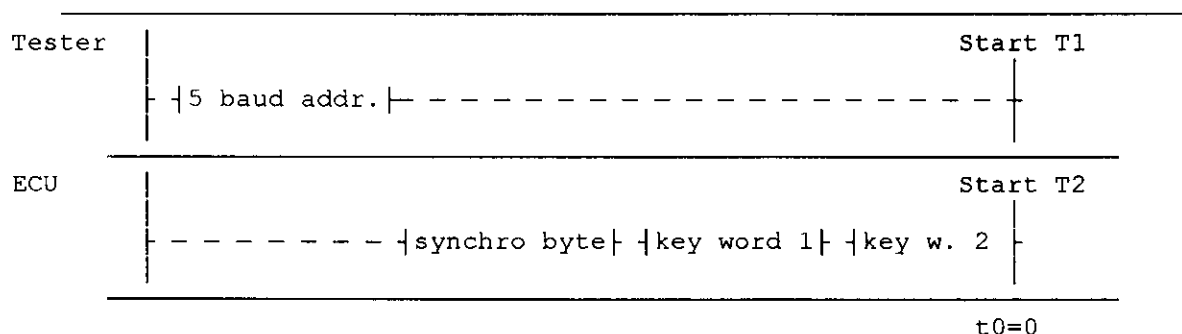 Tester Start T1
5 baud addr.
ECU Start T2
synchro byte key word 1 key w. 2
t0=0